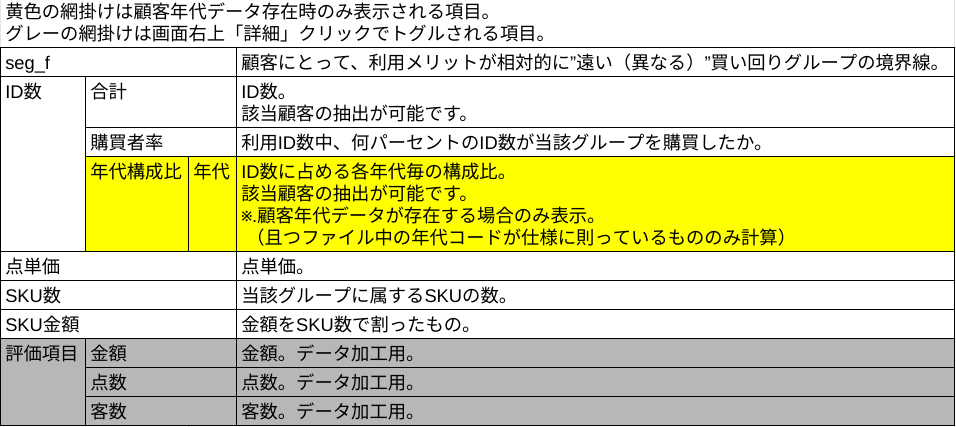 黄色の網掛けは顧客年代データ存在時のみ表示される項目。
グレーの網掛けは画面右上「詳細」クリックでトグルされる項目。
seg_f 顧客にとって、利用メリットが相対的に”遠い（異なる）”買い回りグループの境界線。
ID数 合計 ID数。
該当顧客の抽出が可能です。
購買者率 利用ID数中、何パーセントのID数が当該グループを購買したか。
年代構成比 年代 ID数に占める各年代毎の構成比。
該当顧客の抽出が可能です。
※.顧客年代データが存在する場合のみ表示。
（且つファイル中の年代コードが仕様に則っているもののみ計算）
点単価 点単価。
SKU数 当該グループに属するSKUの数。
SKU金額 金額をSKU数で割ったもの。
評価項目 金額 金額。データ加工用。
点数 点数。データ加工用。
客数 客数。データ加工用。